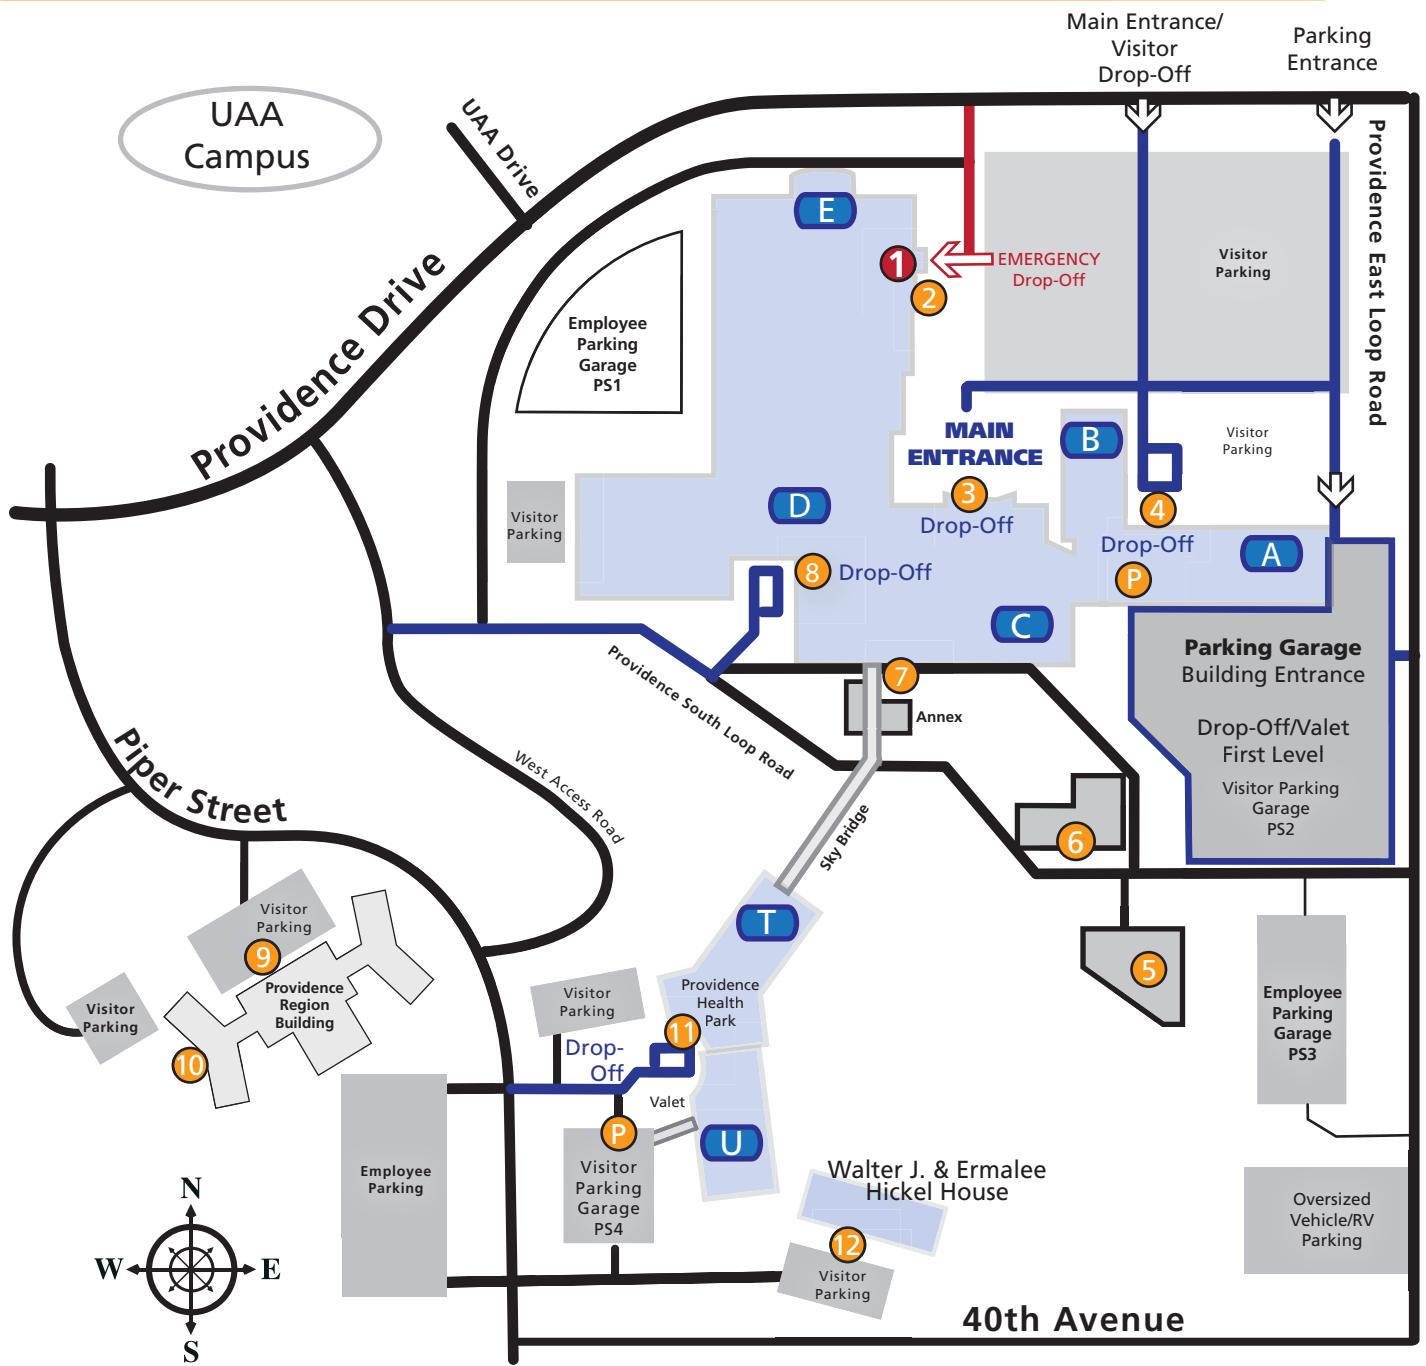 Main Entrance/
Visitor
Drop-Off
Parking
Entrance
UAA
Campus
UAA Drive
Providence Drive
Providence East Loop Road
E
1
2
EMERGENCY
Drop-Off
Visitor
Parking
Employee
Parking
Garage
PS1
MAIN
ENTRANCE
B
Visitor
Parking
3
Drop-Off
4
Drop-Off
D
Visitor
Parking
8 Drop-Off
P
A
C
Parking Garage
Building Entrance
Drop-Off/Valet
First Level
Visitor Parking
Garage
PS2
7
Annex
Providence South Loop Road
West Access Road
Piper Street
Sky Bridge
6
T
5
Visitor
Parking
9
Providence
Region
Building
Visitor
Parking
10
Visitor
Parking
Providence
Health
Park
11
Drop-
Off
Valet
P
U
Employee
Parking
Garage
PS3
Employee
Parking
Visitor
Parking
Garage
PS4
Walter J. & Ermalee
Hickel House
12
Visitor
Parking
Oversized
Vehicle/RV
Parking
N
W E
S
40th Avenue